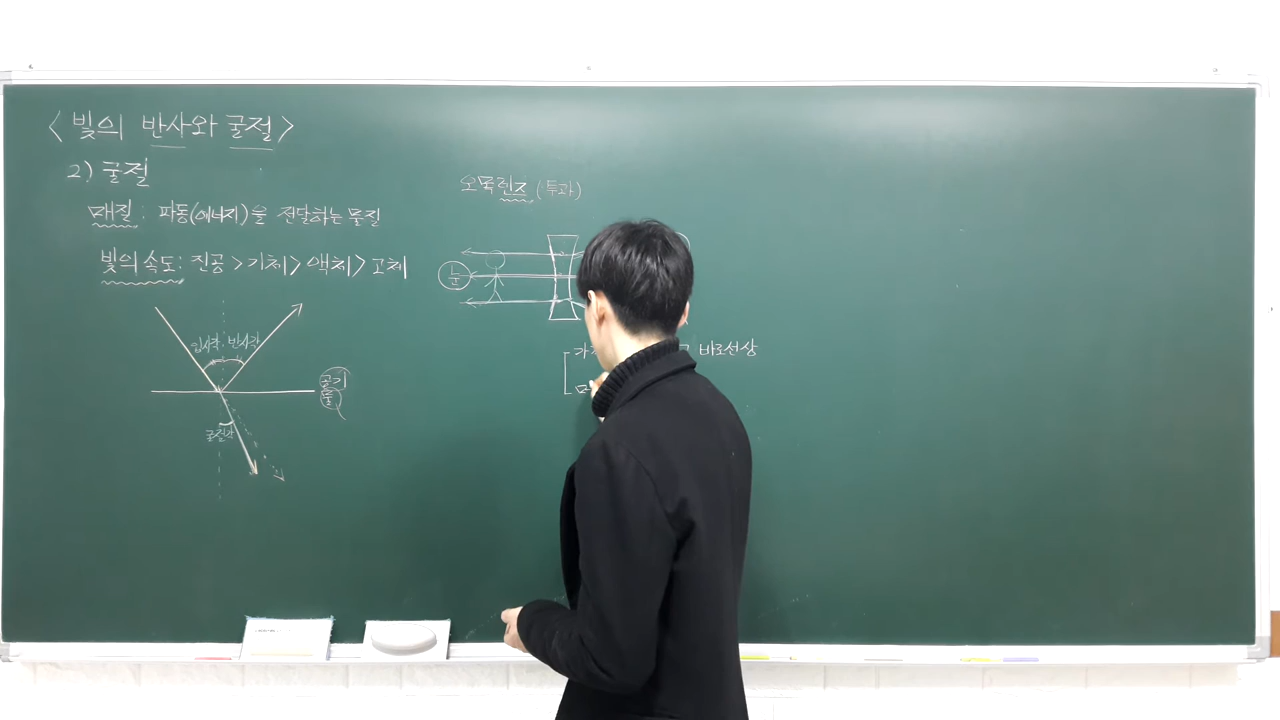 <빛의 반사와 굴절>
2) 굴절
매질: 파동(에너지)을 전달하는 물질
빛의 속도: 진공>기체>액체>고체
입사각 반사각
공기
물
굴절각
오목렌즈 (투과)
눈
바로선상